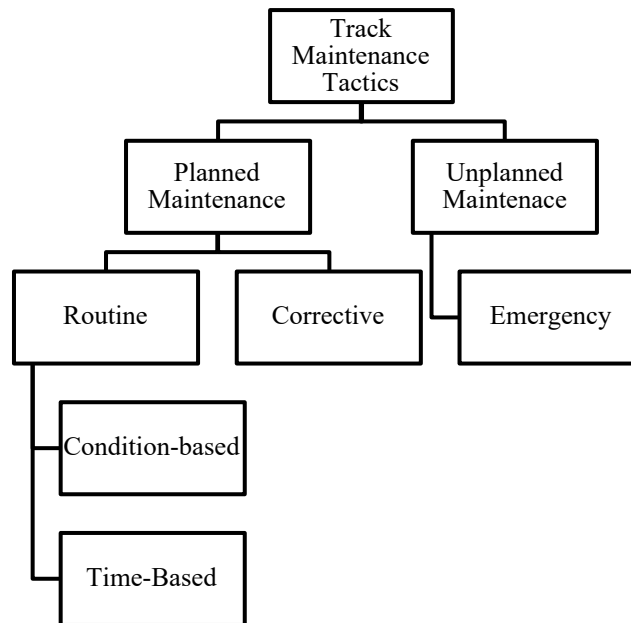 Track
Maintenance
Tactics
Planned
Maintenance
Unplanned
Maintenace
Routine
Corrective
Emergency
Condition-based
Time-Based